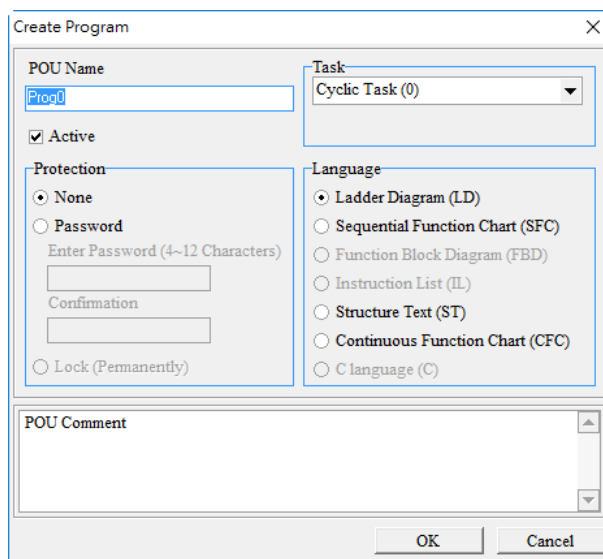 Create Program
POU Name
Prog0
Active
Task
Cyclic Task (0)
Protection
None
Password
Enter Password (4~12 Characters)
Confirmation
Lock (Permanently)
Language
Ladder Diagram (LD)
Sequential Function Chart (SFC)
Function Block Diagram (FBD)
Instruction List (IL)
Structure Text (ST)
Continuous Function Chart (CFC)
C language (C)
POU Comment
OK
Cancel